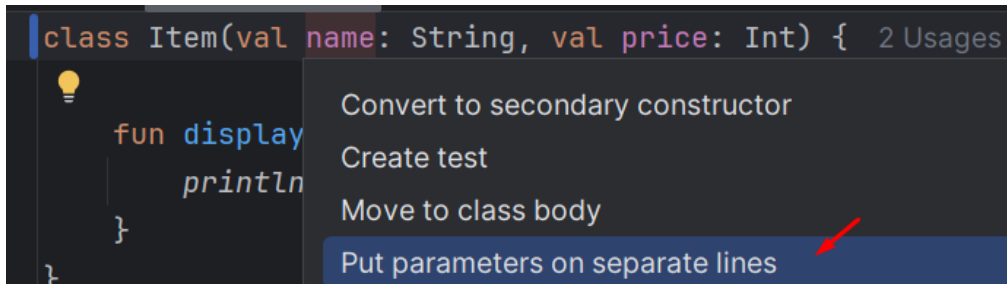 class Item(val name: String, val price: Int) { 2 Usages
fun display
println
}
}
Convert to secondary constructor
Create test
Move to class body
Put parameters on separate lines